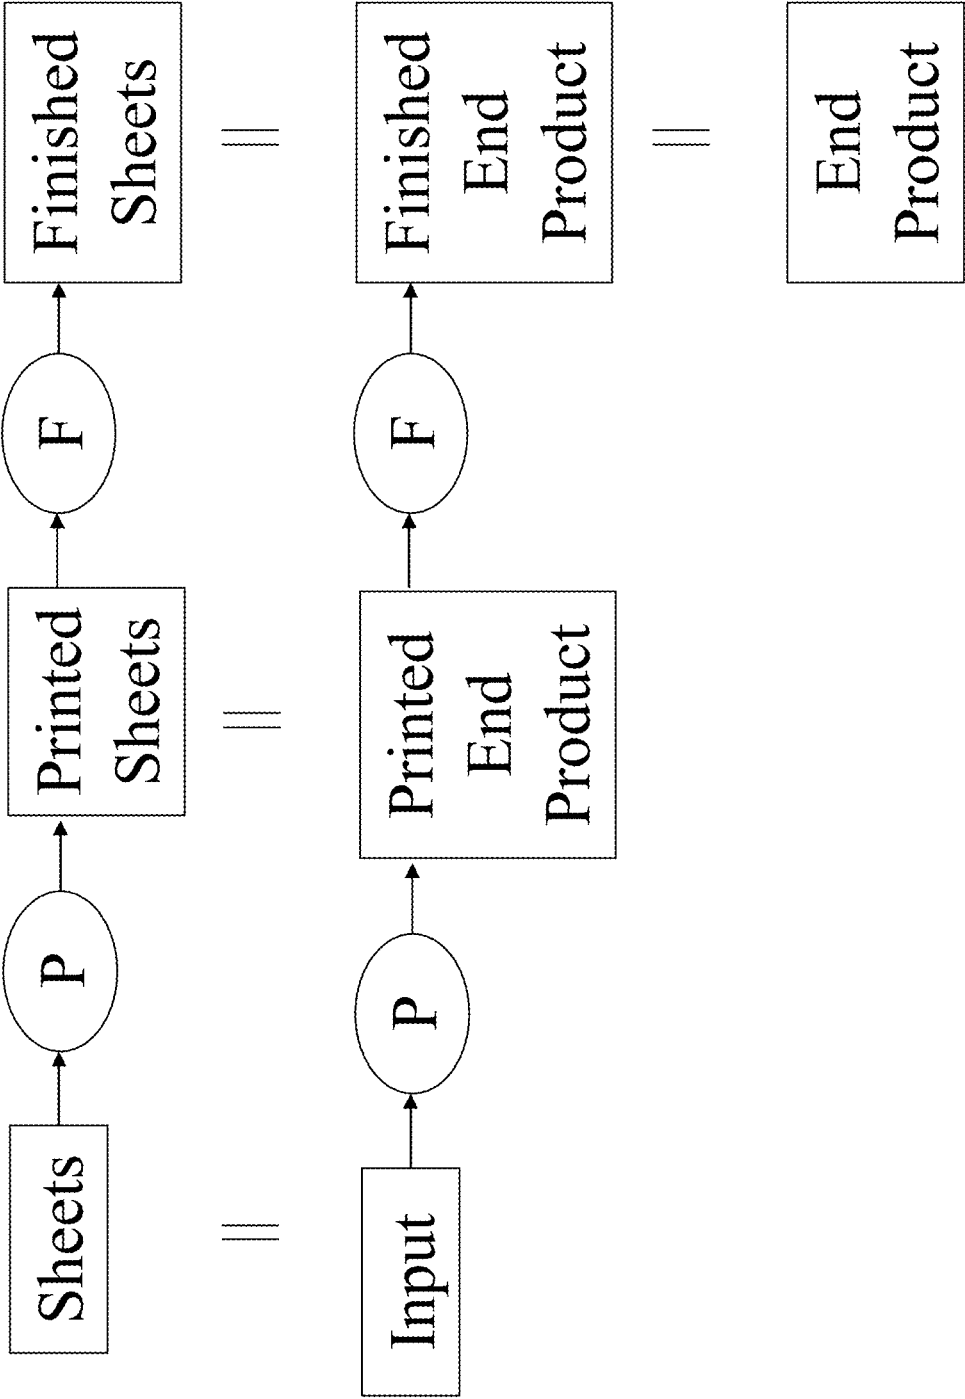 Sheets
P
Printed
Sheets
F
Finished
Sheets
Input
P
Printed
End
Product
F
Finished
End
Product
End
Product